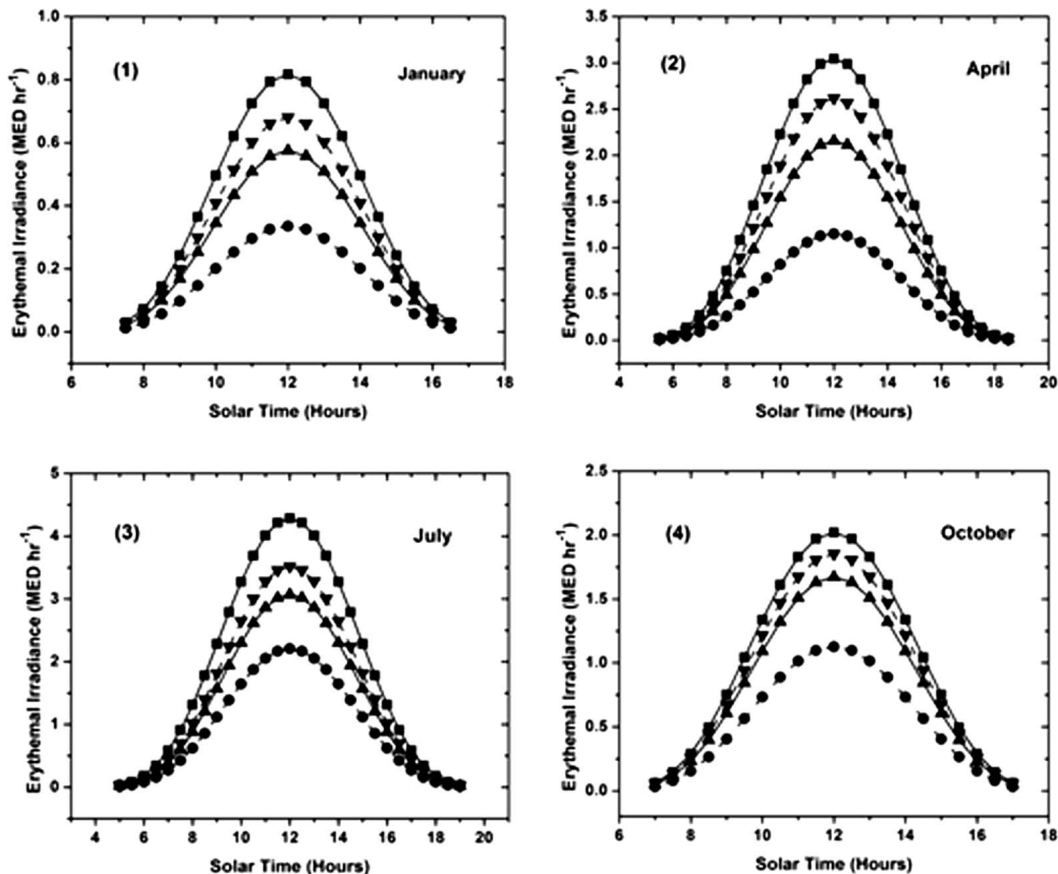 (1)
January
Erythemal Irradiance (MED hr⁻¹)
1.0
0.8
0.6
0.4
0.2
0.0
6 8 10 12 14 16 18
Solar Time (Hours)
(2)
April
Erythemal Irradiance (MED hr⁻¹)
3.5
3.0
2.5
2.0
1.5
1.0
0.5
0.0
4 6 8 10 12 14 16 18 20
Solar Time (Hours)
(3)
July
Erythemal Irradiance (MED hr⁻¹)
5
4
3
2
1
0
4 6 8 10 12 14 16 18 20
Solar Time (Hours)
(4)
October
Erythemal Irradiance (MED hr⁻¹)
2.5
2.0
1.5
1.0
0.5
0.0
6 8 10 12 14 16 18
Solar Time (Hours)